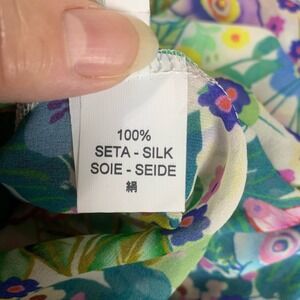 100%
SETA - SILK
SOIE - SEIDE
絹